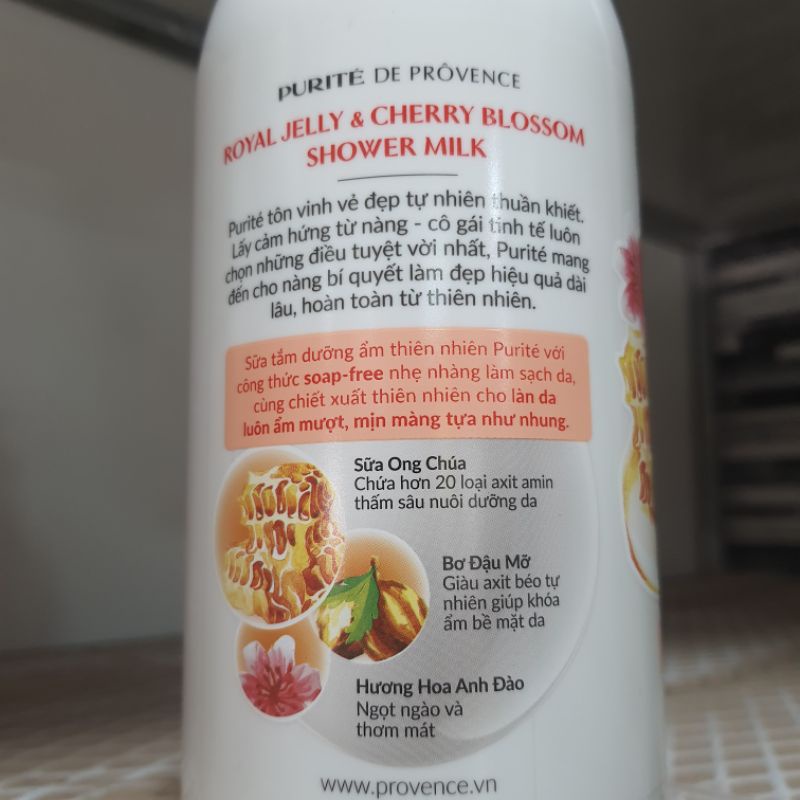 PURITÉ DE PRÔVENCE
ROYAL JELLY & CHERRY BLOSSOM
SHOWER MILK
Purité tôn vinh vẻ đẹp tự nhiên thuần khiết.
Lấy cảm hứng từ nàng - cô gái tinh tế luôn
chọn những điều tuyệt vời nhất, Purité mang
đến cho nàng bí quyết làm đẹp hiệu quả dài
lâu, hoàn toàn từ thiên nhiên.
Sữa tắm dưỡng ẩm thiên nhiên Purité với
công thức soap-free nhẹ nhàng làm sạch da,
cùng chiết xuất thiên nhiên cho làn da
luôn ẩm mượt, mịn màng tựa như nhung.
Sữa Ong Chúa
Chứa hơn 20 loại axit amin
thấm sâu nuôi dưỡng da
Bơ Đậu Mỡ
Giàu axit béo tự
nhiên giúp khóa
ẩm bề mặt da
Hương Hoa Anh Đào
Ngọt ngào và
thơm mát
www.provence.vn